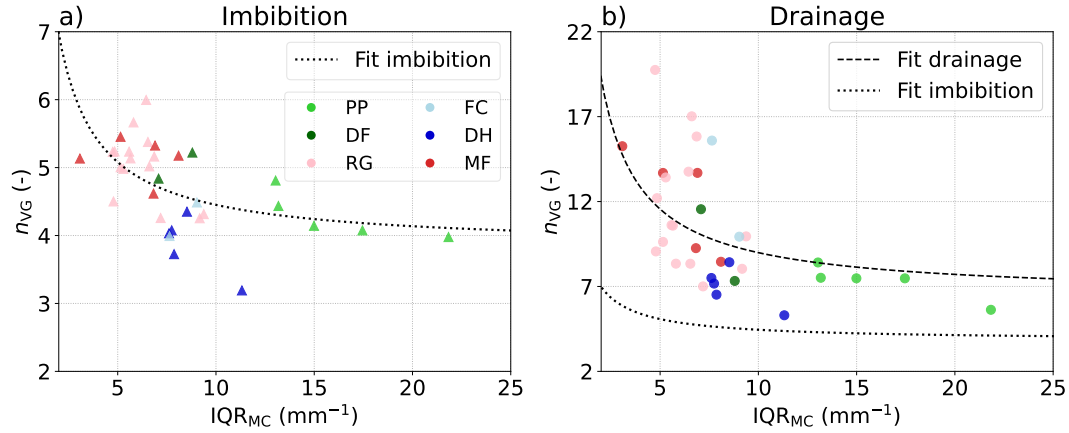 a) Imbibition
7
6
5
4
3
2
n_VG (-)
5 10 15 20 25
IQR_MC (mm⁻¹)
Fit imbibition
PP FC
DF DH
RG MF
b) Drainage
22
17
12
7
2
n_VG (-)
5 10 15 20 25
IQR_MC (mm⁻¹)
Fit drainage
Fit imbibition